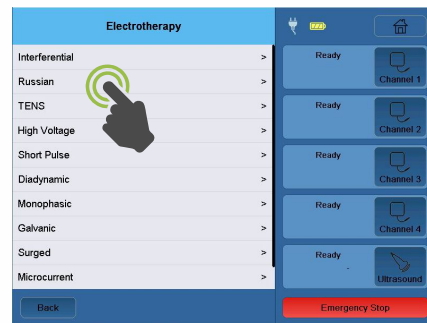 Electrotherapy
Interferential >
Russian >
TENS >
High Voltage >
Short Pulse >
Diadynamic >
Monophasic >
Galvanic >
Surged >
Microcurrent >
Back
Ready
Channel 1
Ready
Channel 2
Ready
Channel 3
Ready
Channel 4
Ready
-
Ultrasound
Emergency Stop